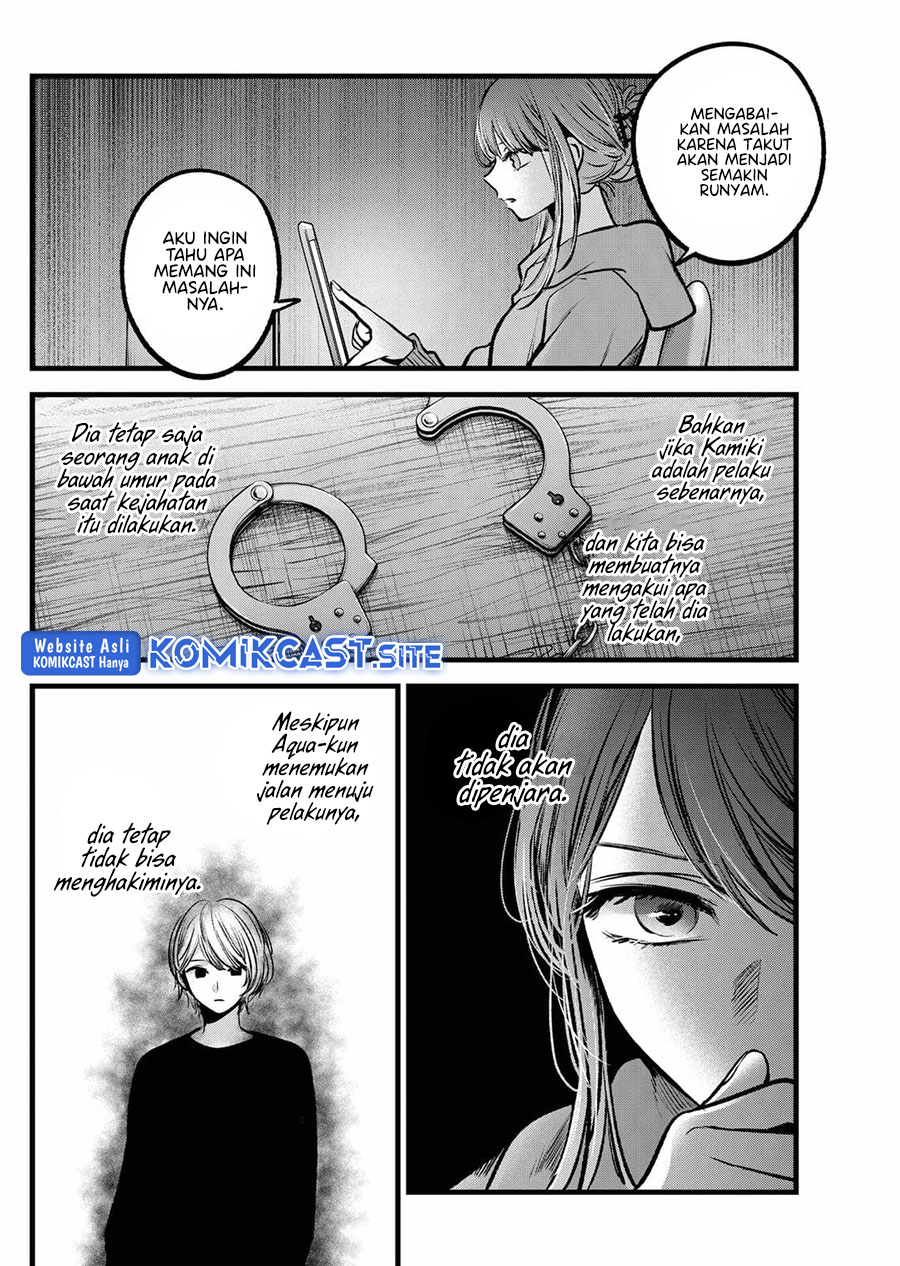 MENGABAI-
KAN MASALAH
KARENA TAKUT
AKAN MENJADI
SEMAKIN
RUNYAM.
AKU INGIN
TAHU APA
MEMANG INI
MASALAH-
NYA.
Bahkan
jika Kamiki
adalah pelaku
sebenarnya,
dan kita bisa
membuatnya
mengakui apa
yang telah dia
lakukan,
Dia tetap saja
seorang anak di
bawah umur pada
saat kejahatan
itu dilakukan.
Website Asli
KOMIKCAST Hanya
KOMIKCAST.SITE
dia
tidak akan
dipenjara.
Meskipun
Aqua-kun
menemukan
jalan menuju
pelakunya,
dia tetap
tidak bisa
menghakiminya.